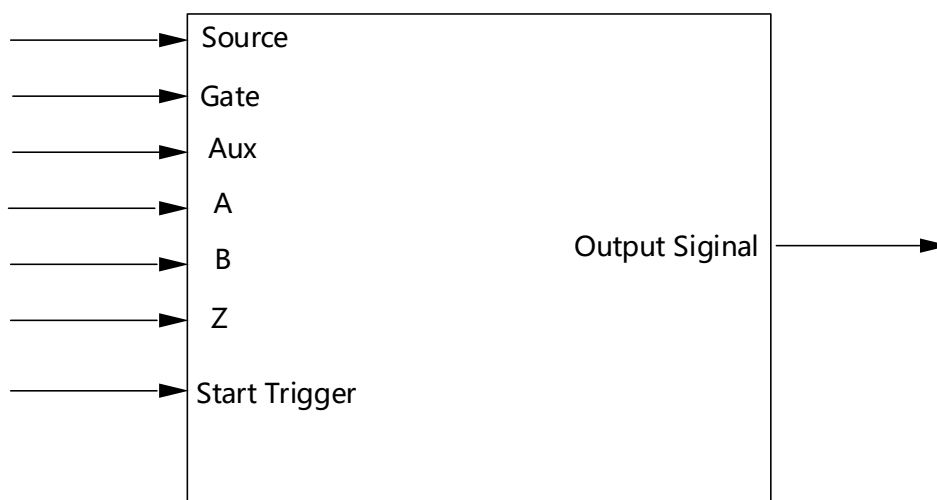 Source
Gate
Aux
A
B
Output Siginal
Z
Start Trigger